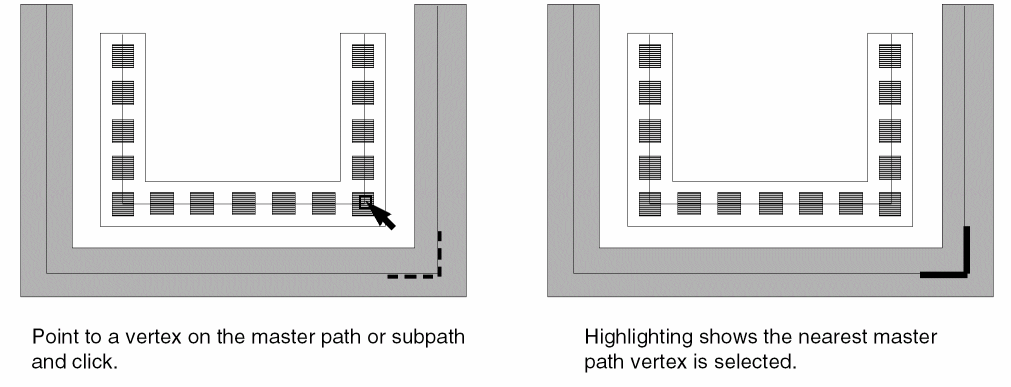 Point to a vertex on the master path or subpath
and click.
Highlighting shows the nearest master
path vertex is selected.